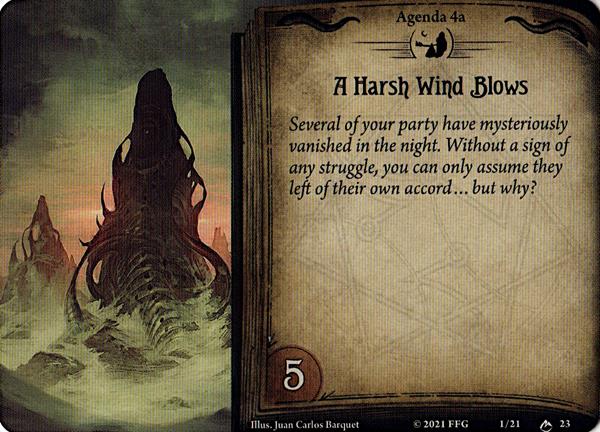 Agenda 4a
A Harsh Wind Blows
Several of your party have mysteriously
vanished in the night. Without a sign of
any struggle, you can only assume they
left of their own accord… but why?
5
Illus. Juan Carlos Barquet © 2021 FFG 1/21 23